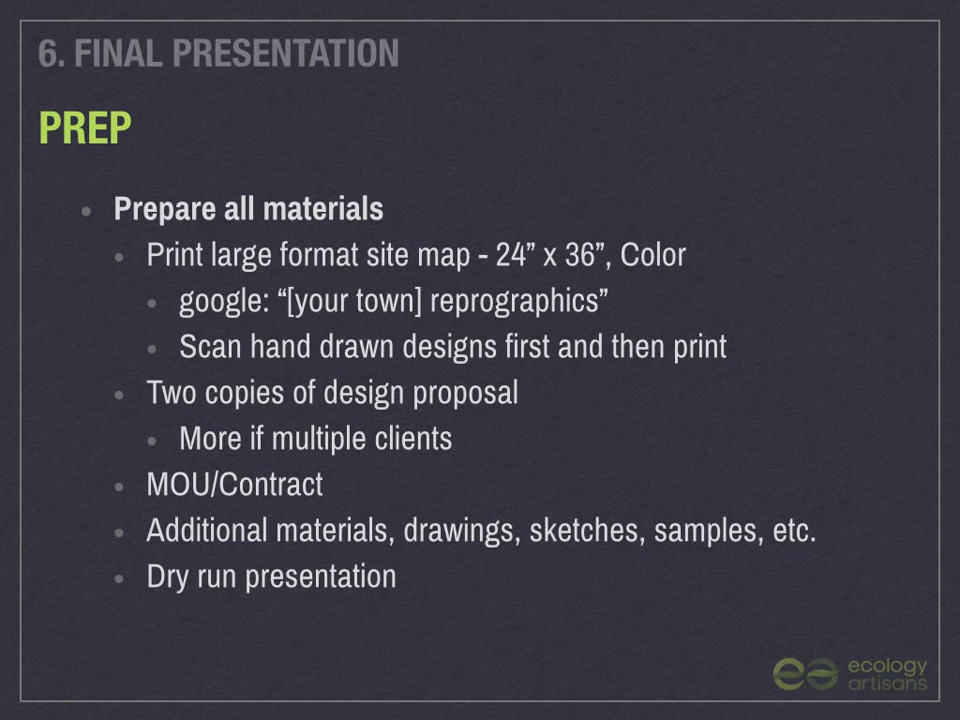 6. FINAL PRESENTATION
PREP
• Prepare all materials
• Print large format site map - 24” x 36”, Color
• google: “[your town] reprographics”
• Scan hand drawn designs first and then print
• Two copies of design proposal
• More if multiple clients
• MOU/Contract
• Additional materials, drawings, sketches, samples, etc.
• Dry run presentation
ecology
artisans